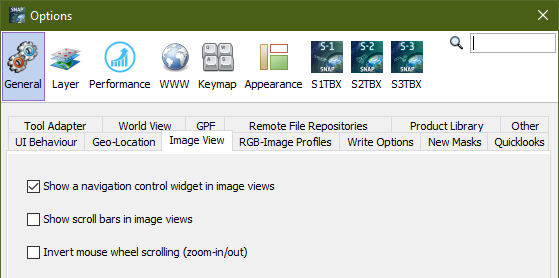 SNAP Options
General Layer Performance WWW Keymap Appearance S1TBX S2TBX S3TBX
G A W K
S-1 SNAP S-2 SNAP S-3 SNAP
Tool Adapter World View GPF Remote File Repositories Product Library Other
UI Behaviour Geo-Location Image View RGB-Image Profiles Write Options New Masks Quicklooks
Show a navigation control widget in image views
Show scroll bars in image views
Invert mouse wheel scrolling (zoom-in/out)